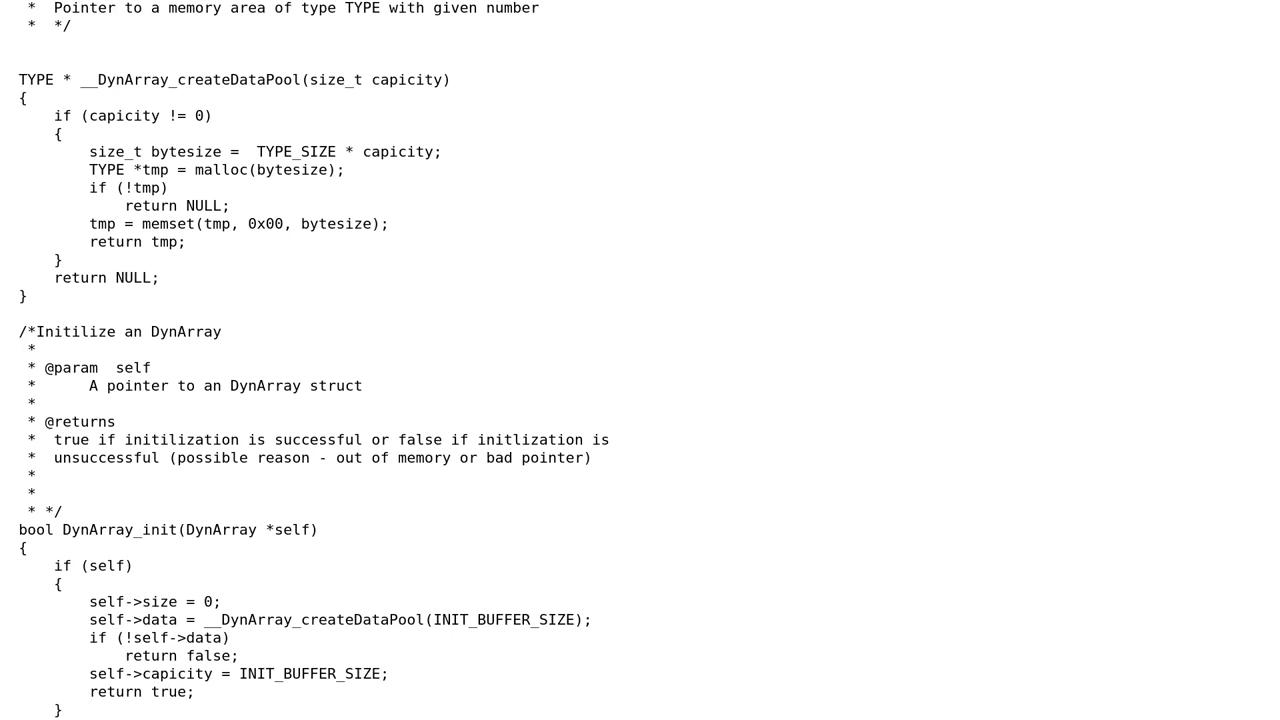 *  Pointer to a memory area of type TYPE with given number
 *  */
TYPE * __DynArray_createDataPool(size_t capicity)
{
    if (capicity != 0)
    {
        size_t bytesize =  TYPE_SIZE * capicity;
        TYPE *tmp = malloc(bytesize);
        if (!tmp)
            return NULL;
        tmp = memset(tmp, 0x00, bytesize);
        return tmp;
    }
    return NULL;
}
/*Initilize an DynArray
 *
 * @param  self
 *      A pointer to an DynArray struct
 *
 * @returns
 *  true if initilization is successful or false if initlization is
 *  unsuccessful (possible reason - out of memory or bad pointer)
 *
 *
 * */
bool DynArray_init(DynArray *self)
{
    if (self)
    {
        self->size = 0;
        self->data = __DynArray_createDataPool(INIT_BUFFER_SIZE);
        if (!self->data)
            return false;
        self->capicity = INIT_BUFFER_SIZE;
        return true;
    }